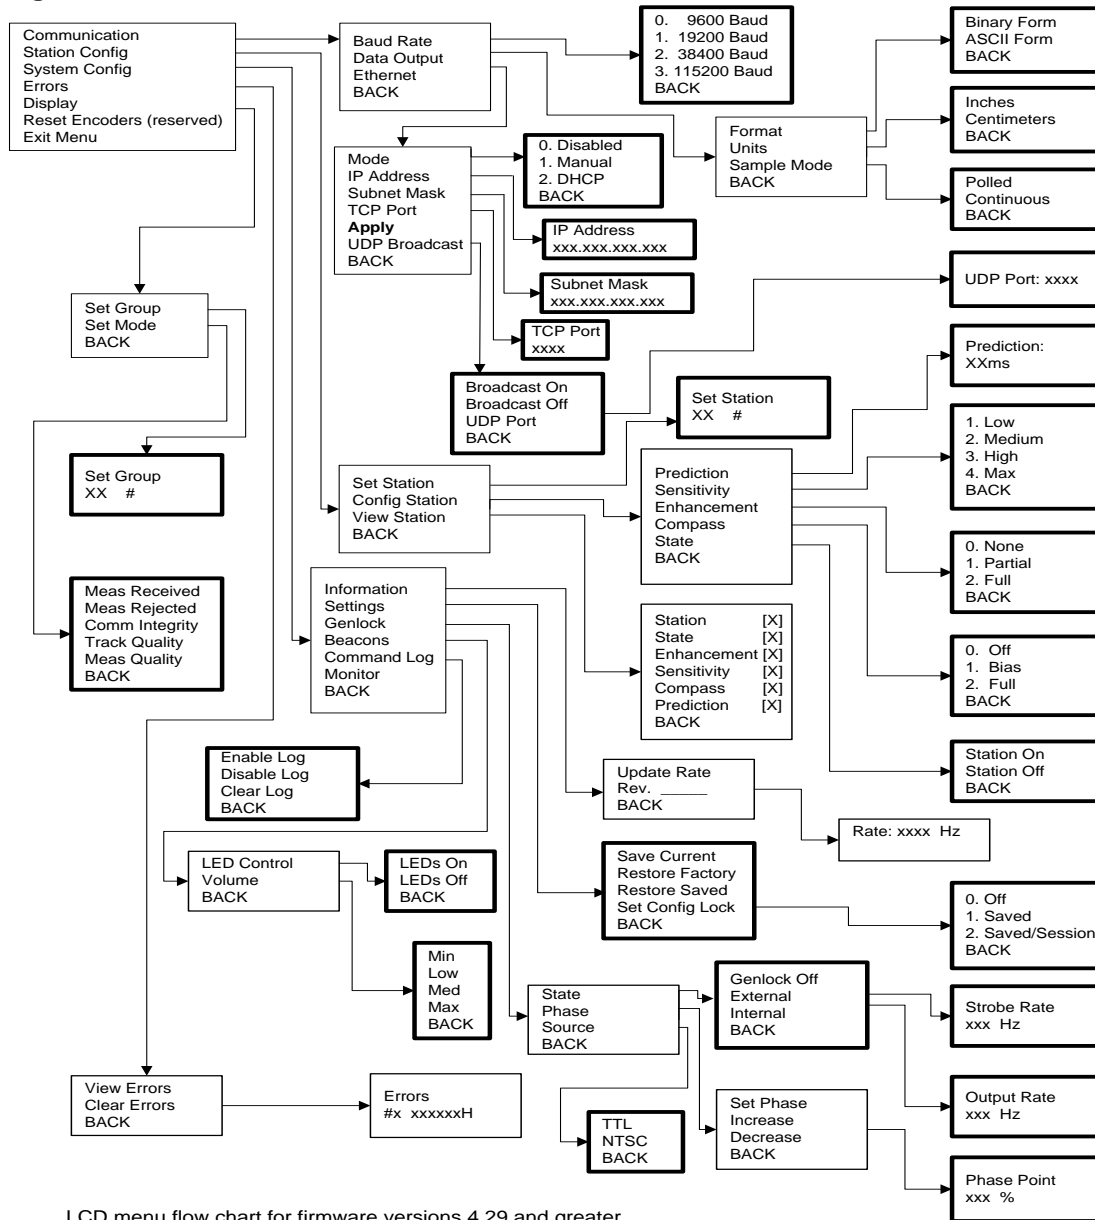 Communication
Station Config
System Config
Errors
Display
Reset Encoders (reserved)
Exit Menu
Baud Rate
Data Output
Ethernet
BACK
0. 9600 Baud
1. 19200 Baud
2. 38400 Baud
3. 115200 Baud
BACK
Binary Form
ASCII Form
BACK
Inches
Centimeters
BACK
Format
Units
Sample Mode
BACK
Polled
Continuous
BACK
Mode
IP Address
Subnet Mask
TCP Port
Apply
UDP Broadcast
BACK
0. Disabled
1. Manual
2. DHCP
BACK
IP Address
xxx.xxx.xxx.xxx
Subnet Mask
xxx.xxx.xxx.xxx
TCP Port
xxxx
UDP Port: xxxx
Set Group
Set Mode
BACK
Broadcast On
Broadcast Off
UDP Port
BACK
Set Station
XX #
Prediction:
XXms
1. Low
2. Medium
3. High
4. Max
BACK
Set Group
XX #
Set Station
Config Station
View Station
BACK
Prediction
Sensitivity
Enhancement
Compass
State
BACK
0. None
1. Partial
2. Full
BACK
Meas Received
Meas Rejected
Comm Integrity
Track Quality
Meas Quality
BACK
Information
Settings
Genlock
Beacons
Command Log
Monitor
BACK
Station [X]
State [X]
Enhancement [X]
Sensitivity [X]
Compass [X]
Prediction [X]
BACK
0. Off
1. Bias
2. Full
BACK
Station On
Station Off
BACK
Enable Log
Disable Log
Clear Log
BACK
Update Rate
Rev. _____
BACK
Rate: xxxx Hz
LED Control
Volume
BACK
LEDs On
LEDs Off
BACK
Save Current
Restore Factory
Restore Saved
Set Config Lock
BACK
0. Off
1. Saved
2. Saved/Session
BACK
Min
Low
Med
Max
BACK
State
Phase
Source
BACK
Genlock Off
External
Internal
BACK
Strobe Rate
xxx Hz
View Errors
Clear Errors
BACK
Errors
#x xxxxxxH
TTL
NTSC
BACK
Set Phase
Increase
Decrease
BACK
Output Rate
xxx Hz
Phase Point
xxx %
LCD menu flow chart for firmware versions 4.29 and greater